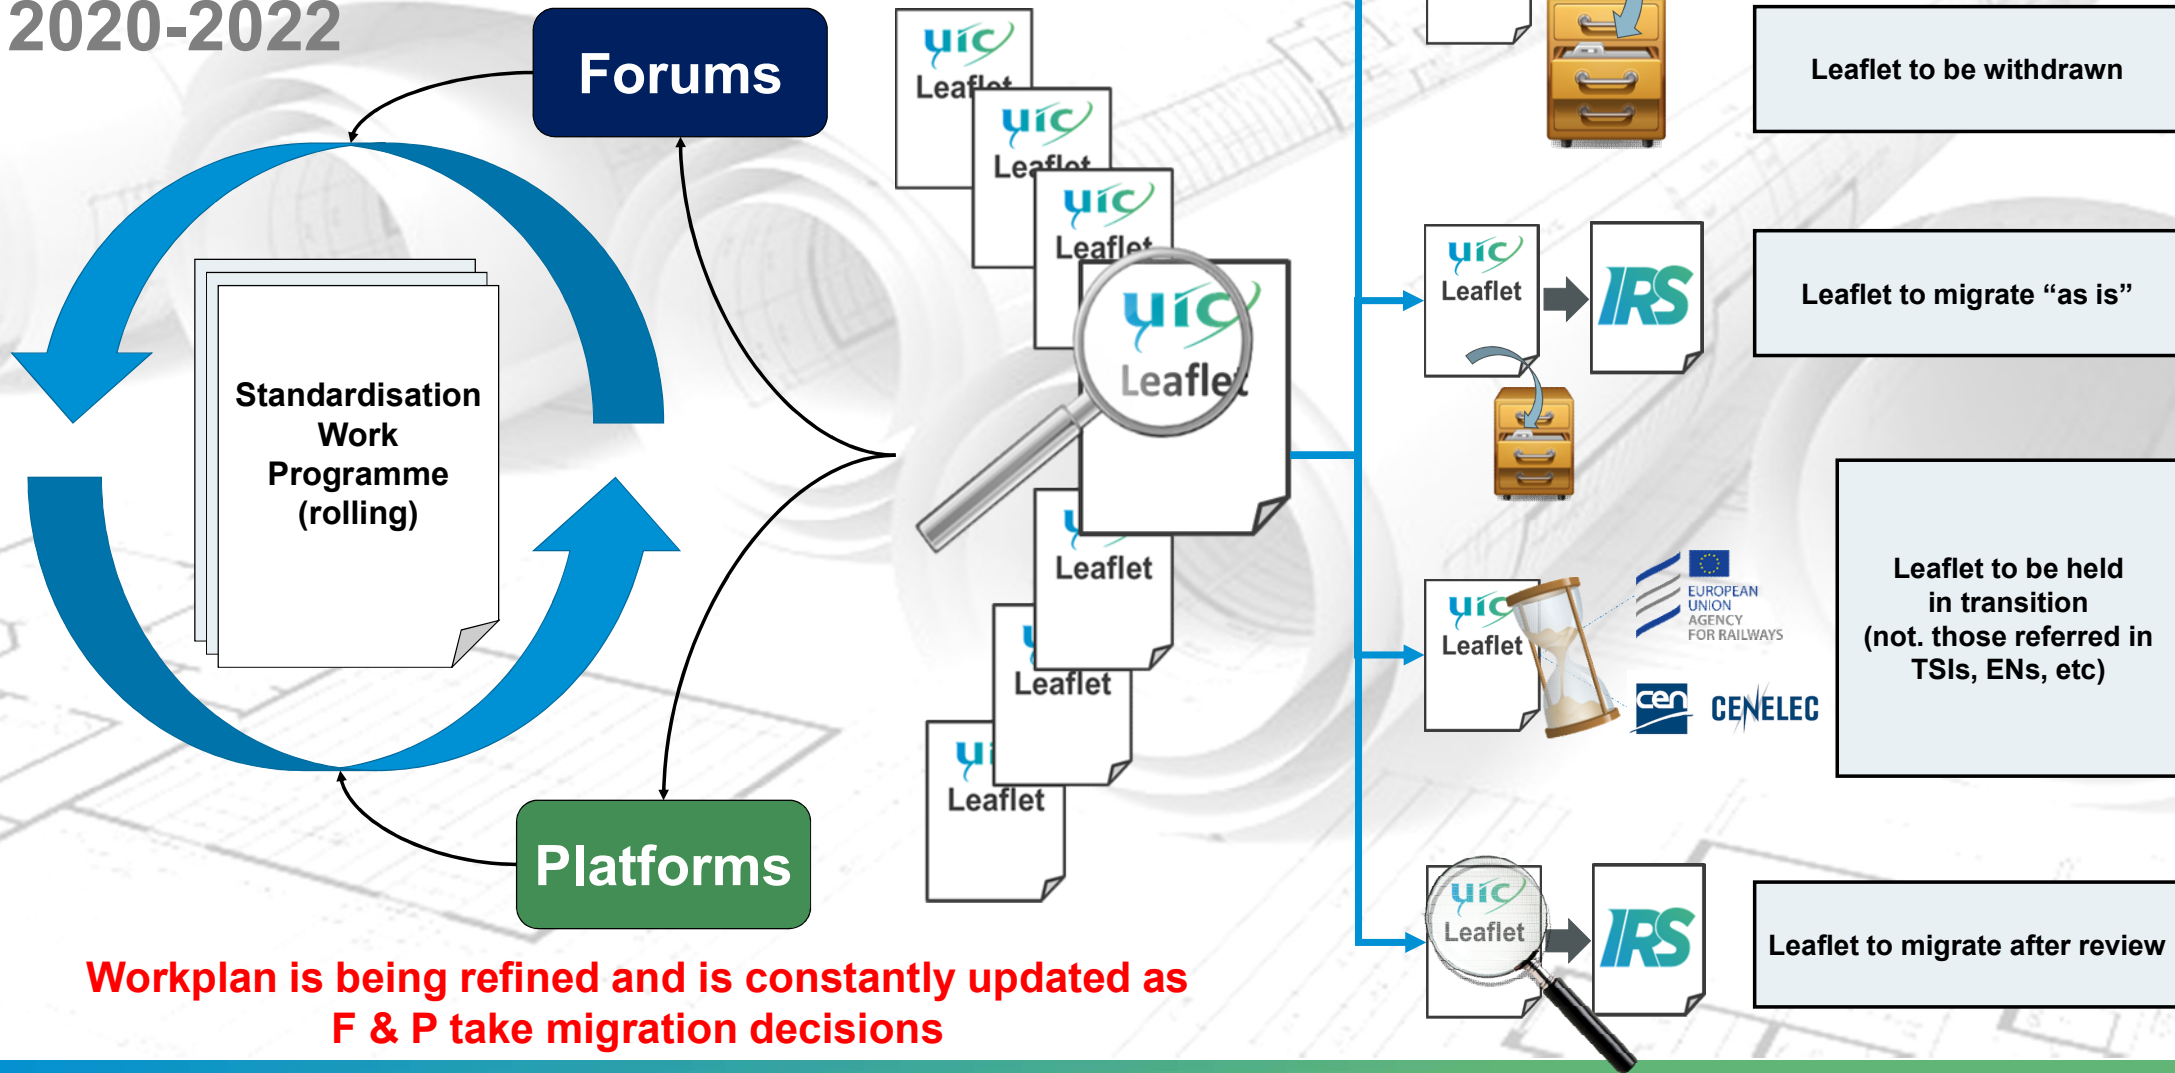 2020-2022
Forums
Standardisation
Work
Programme
(rolling)
Platforms
Workplan is being refined and is constantly updated as
F & P take migration decisions
uic
Leaflet
uic
Leaflet
uic
Leaflet
uic
Leaflet
Leaflet
Leaflet
Leaflet
Leaflet to be withdrawn
uic
Leaflet
IRS
Leaflet to migrate “as is”
uic
Leaflet
EUROPEAN
UNION
AGENCY
FOR RAILWAYS
cen
CENELEC
Leaflet to be held
in transition
(not. those referred in
TSIs, ENs, etc)
uic
Leaflet
IRS
Leaflet to migrate after review